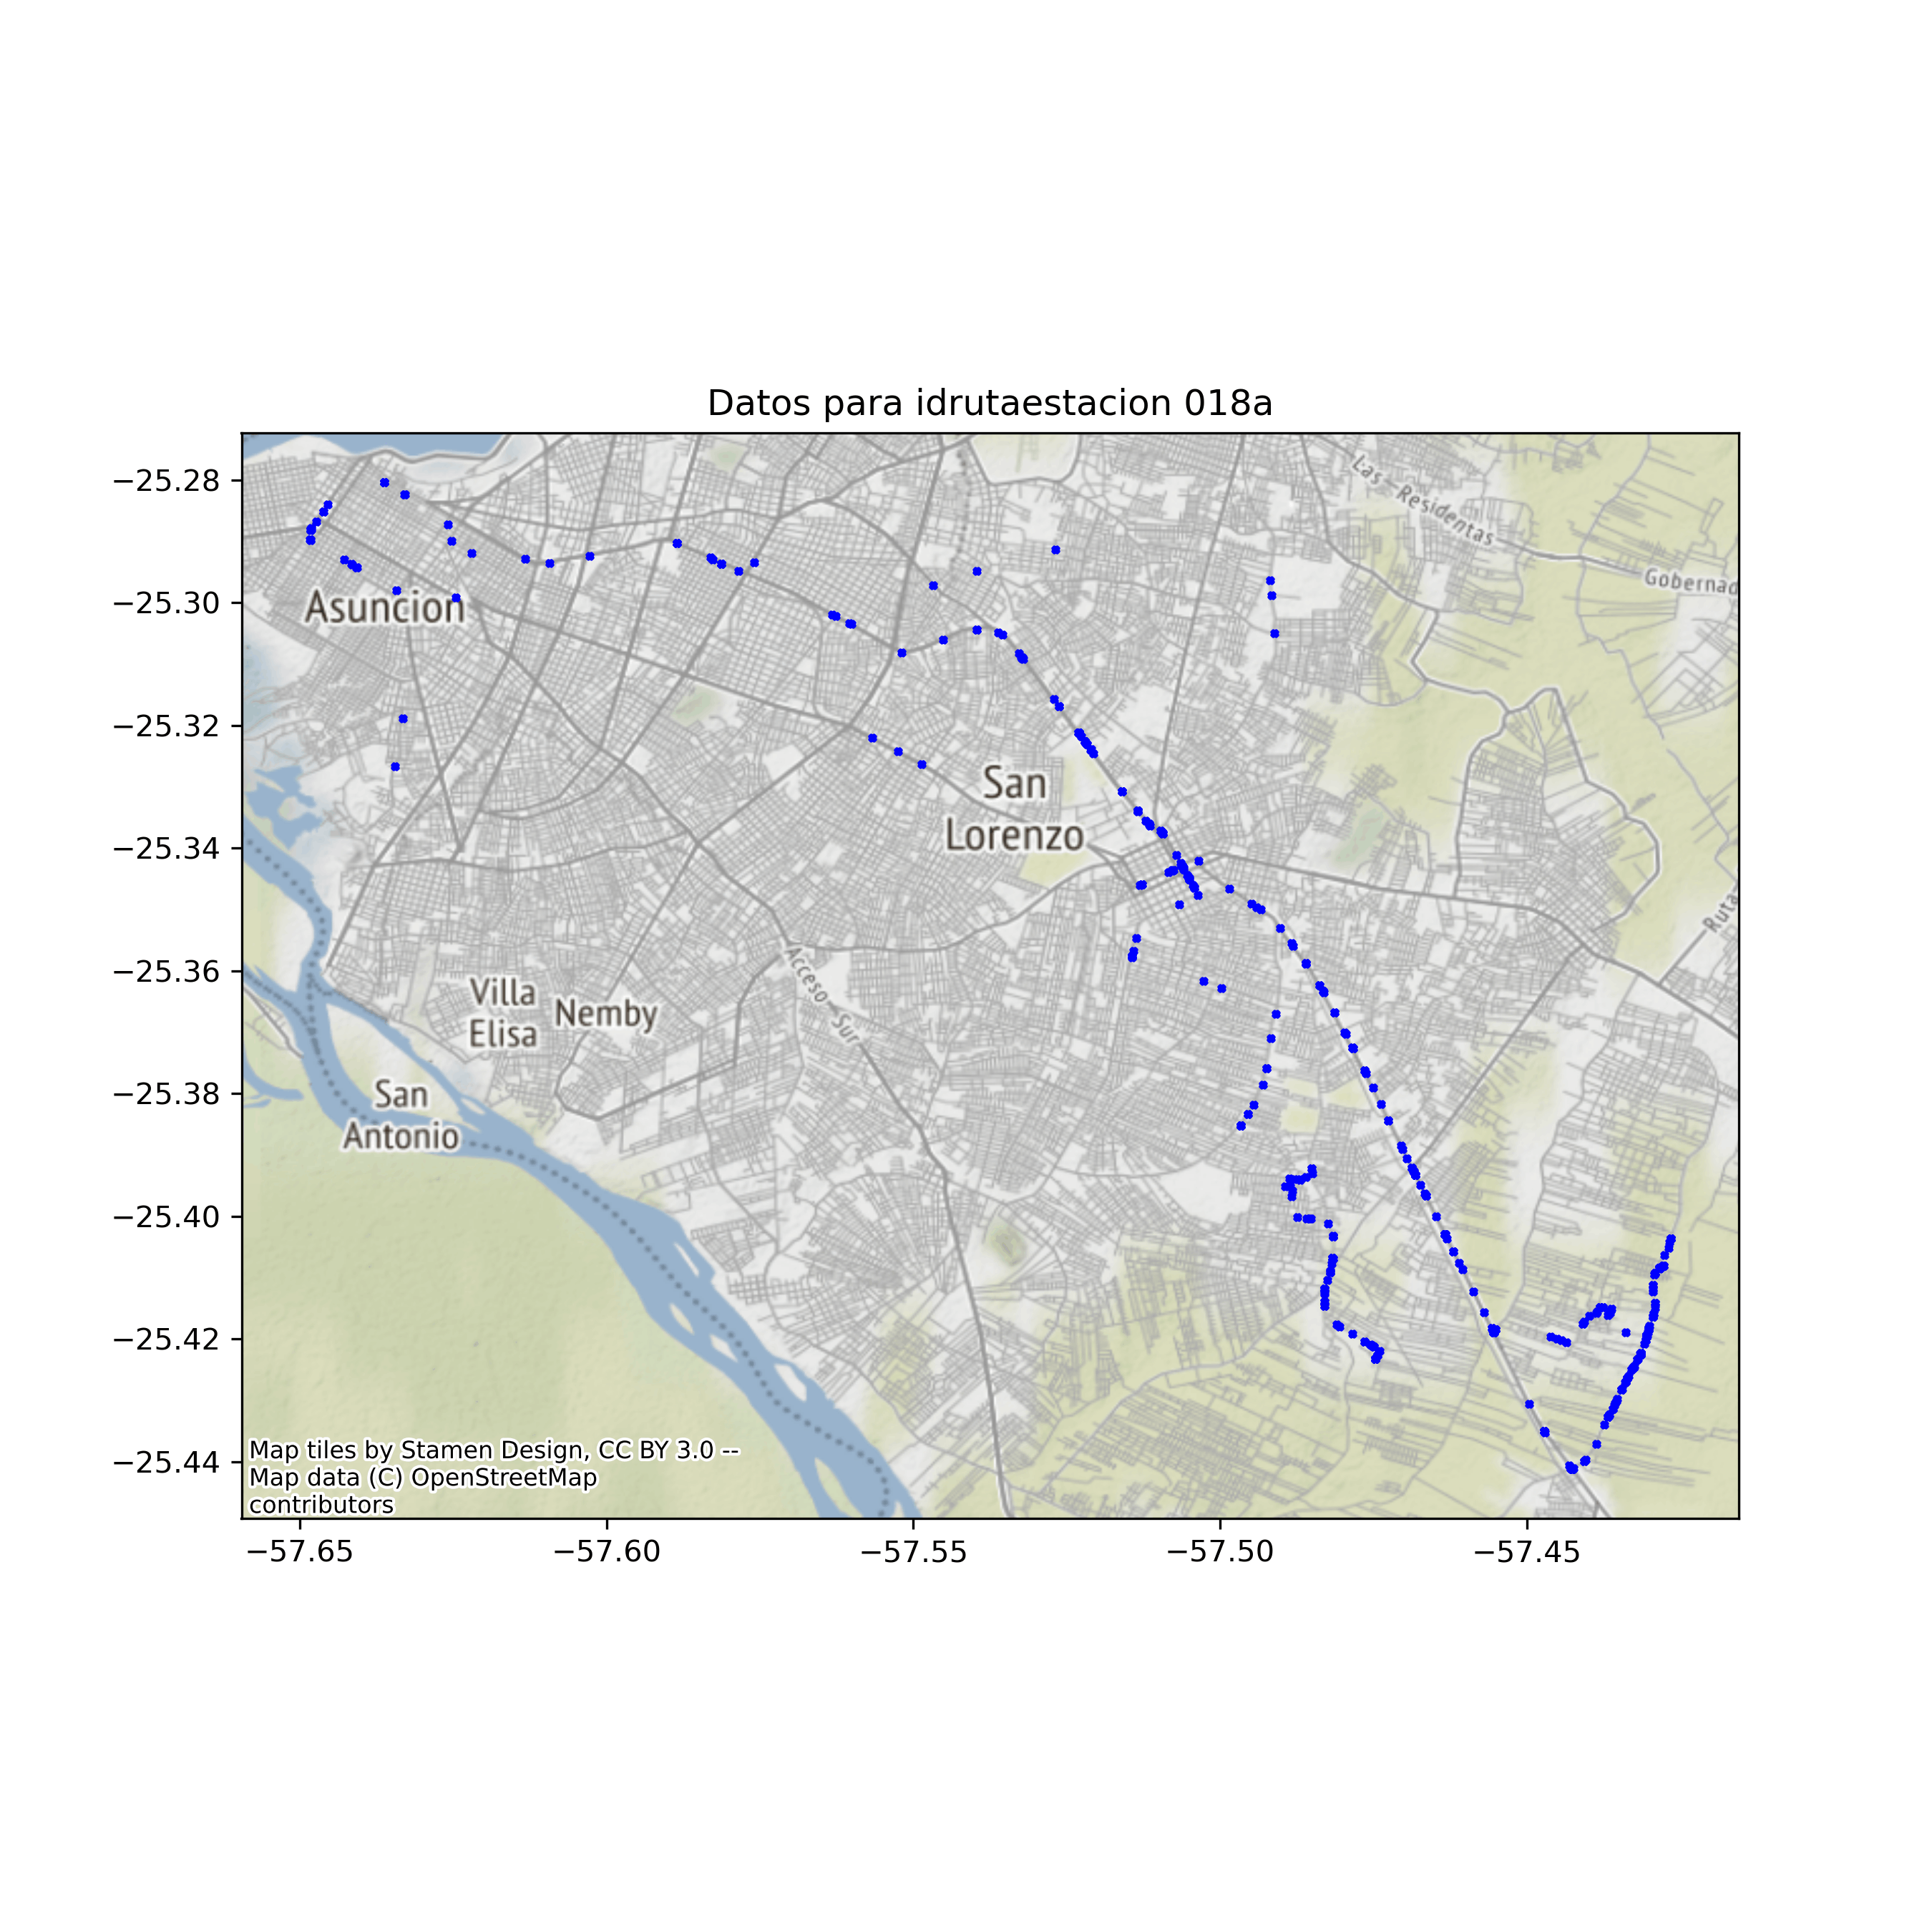 Datos para idrutaestacion 018a
−25.28
−25.30
−25.32
−25.34
−25.36
−25.38
−25.40
−25.42
−25.44
Las Residentas
Gobernad
Asuncion
San
Lorenzo
Ruta
Acceso Sur
Villa
Elisa
Nemby
San
Antonio
Map tiles by Stamen Design, CC BY 3.0 --
Map data (C) OpenStreetMap
contributors
−57.65
−57.60
−57.55
−57.50
−57.45